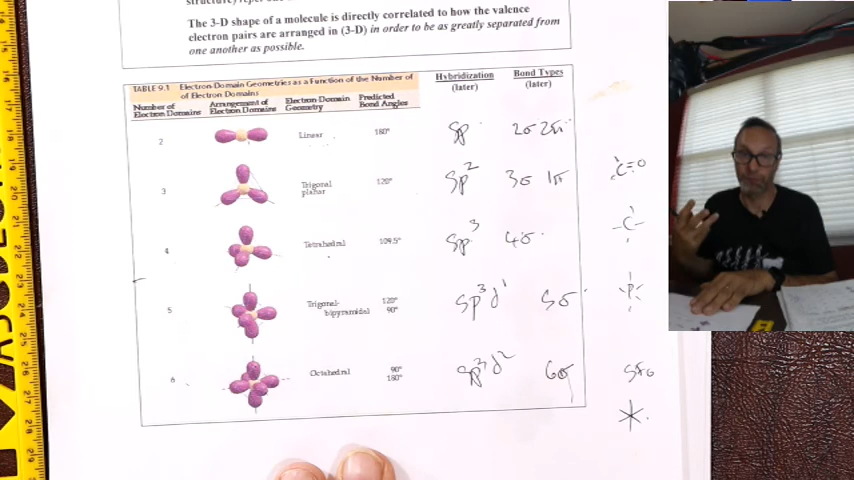 The 3-D shape of a molecule is directly correlated to how the valence
electron pairs are arranged in (3-D) in order to be as greatly separated from
one another as possible.
TABLE 9.1 Electron Domain Geometries as a Function of the Number of
of Electron Domains
Number of Electron Domains Arrangement of Electron Domains Electron Domain Geometry Predicted Bond Angles Hybridization (later) Bond Types (later)
2 Linear 180° sp 2σ 2π
3 Trigonal planar 120° sp² 3σ 1π
4 Tetrahedral 109.5° sp³ 4σ
5 Trigonal-bipyramidal 120° 90° sp³d¹ 5σ
6 Octahedral 90° 180° sp³d² 6σ
C=O
C
P
SF6